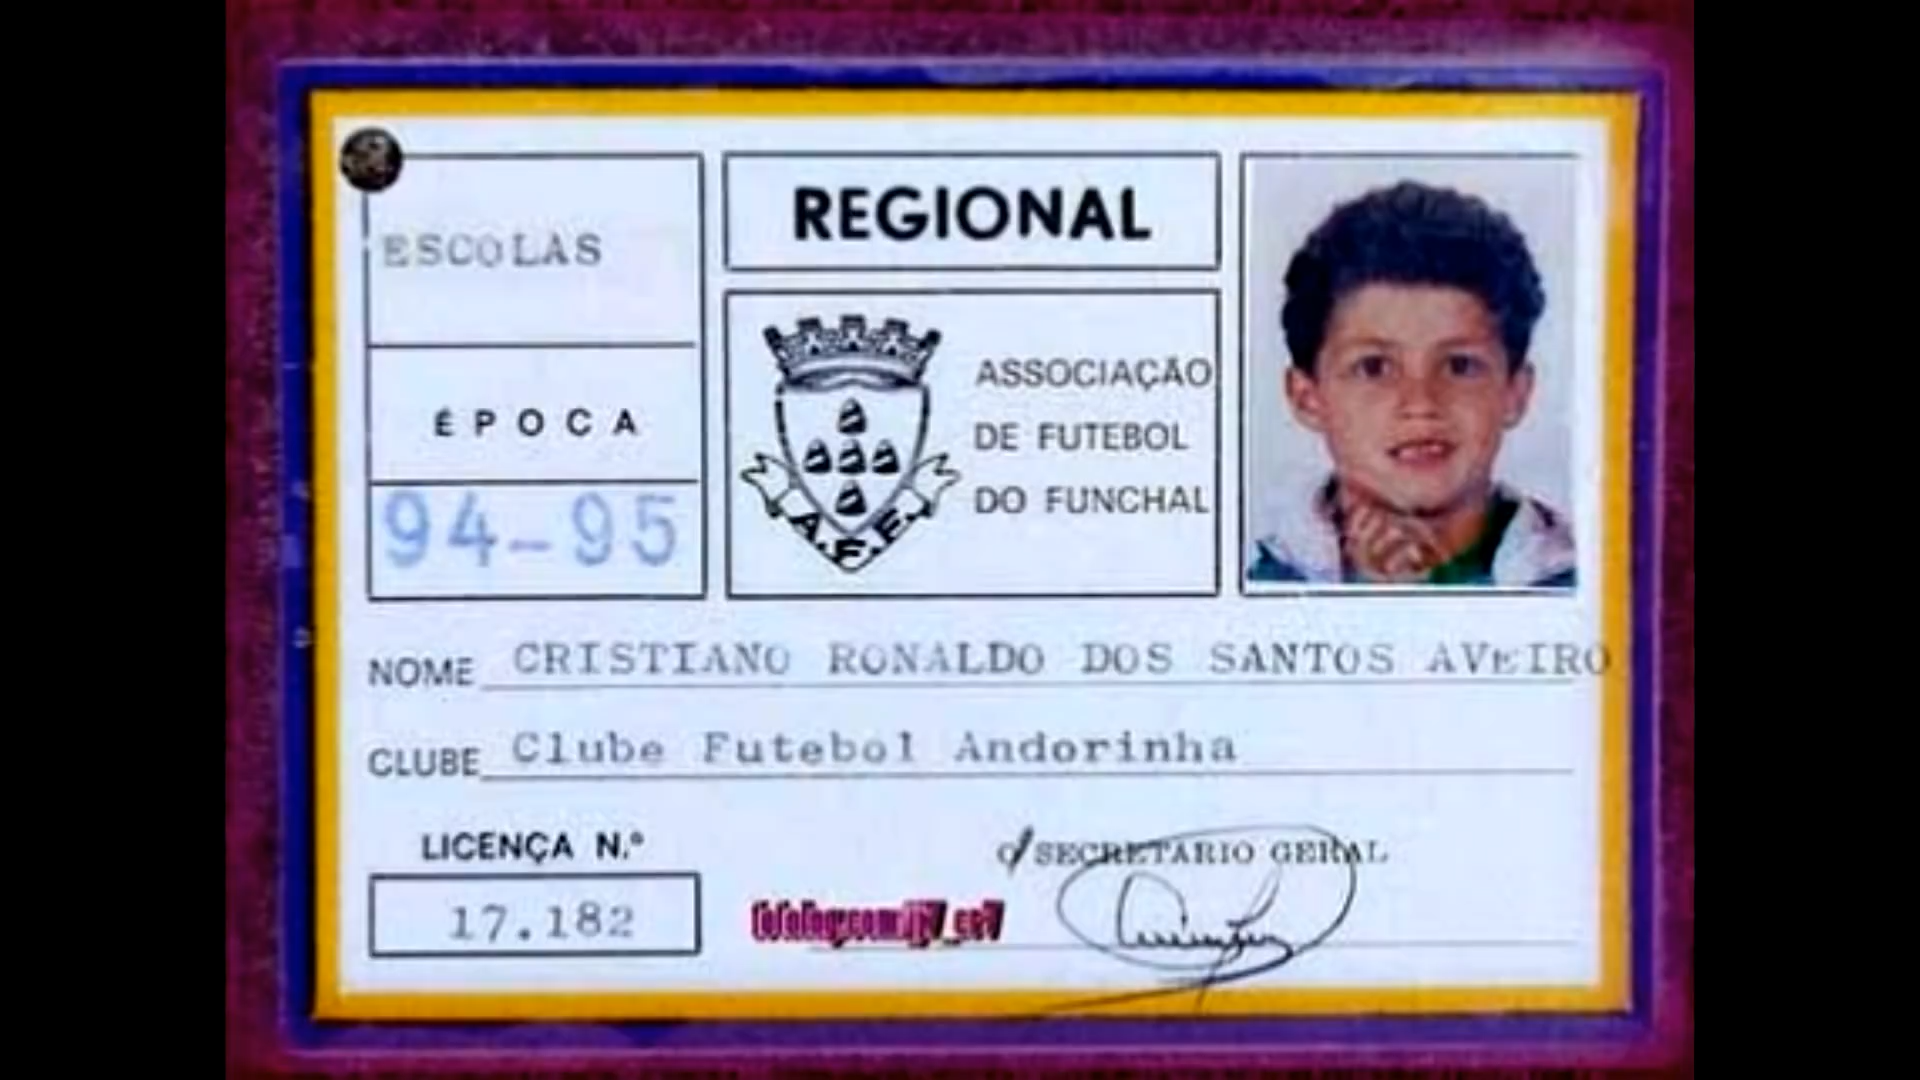 ESCOLAS
ÉPOCA
94-95
REGIONAL
A.F.F.
ASSOCIAÇÃO
DE FUTEBOL
DO FUNCHAL
NOME CRISTIANO RONALDO DOS SANTOS AVEIRO
CLUBE Clube Futebol Andorinha
LICENÇA N.º
17.182
O SECRETARIO GERAL